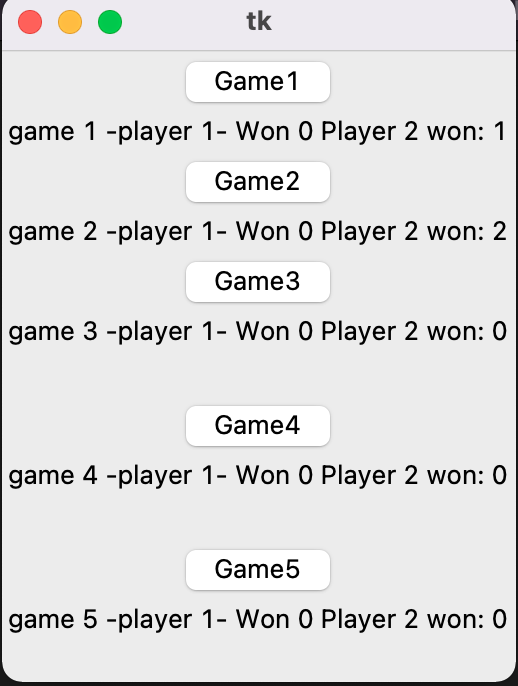 tk
Game1
game 1 -player 1- Won 0 Player 2 won: 1
Game2
game 2 -player 1- Won 0 Player 2 won: 2
Game3
game 3 -player 1- Won 0 Player 2 won: 0
Game4
game 4 -player 1- Won 0 Player 2 won: 0
Game5
game 5 -player 1- Won 0 Player 2 won: 0